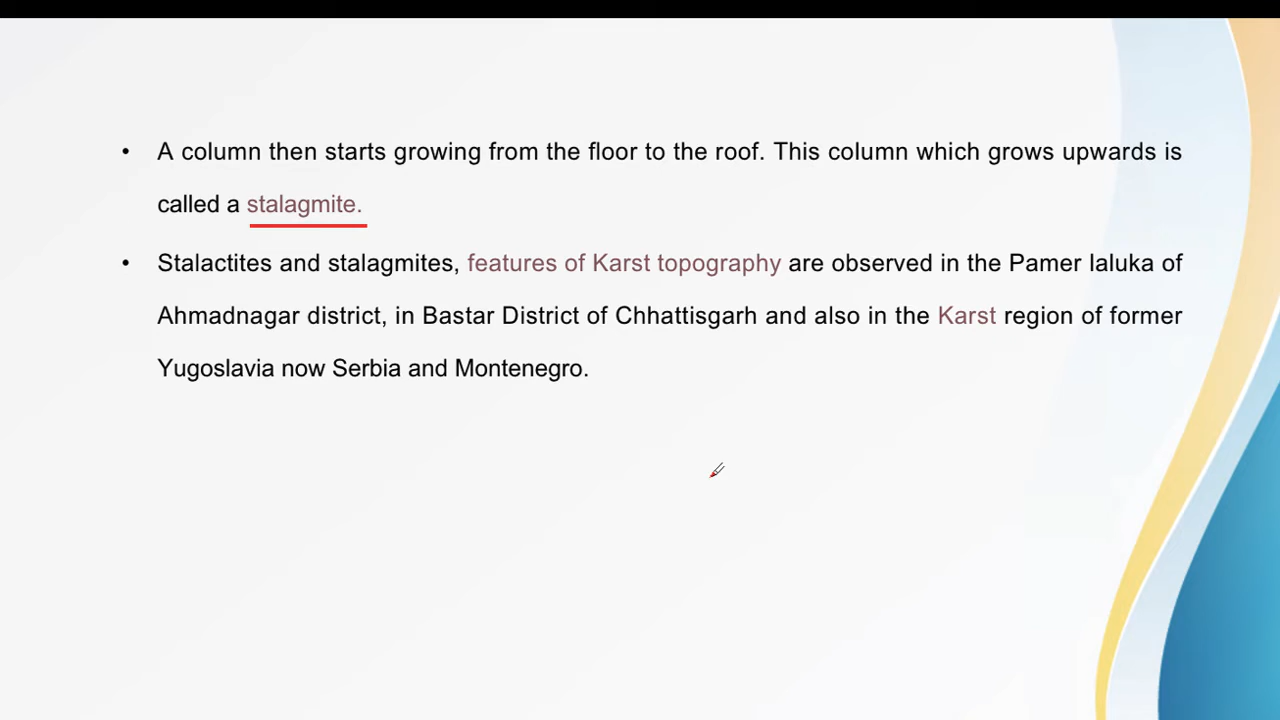 • A column then starts growing from the floor to the roof. This column which grows upwards is
called a stalagmite.
• Stalactites and stalagmites, features of Karst topography are observed in the Pamer laluka of
Ahmadnagar district, in Bastar District of Chhattisgarh and also in the Karst region of former
Yugoslavia now Serbia and Montenegro.